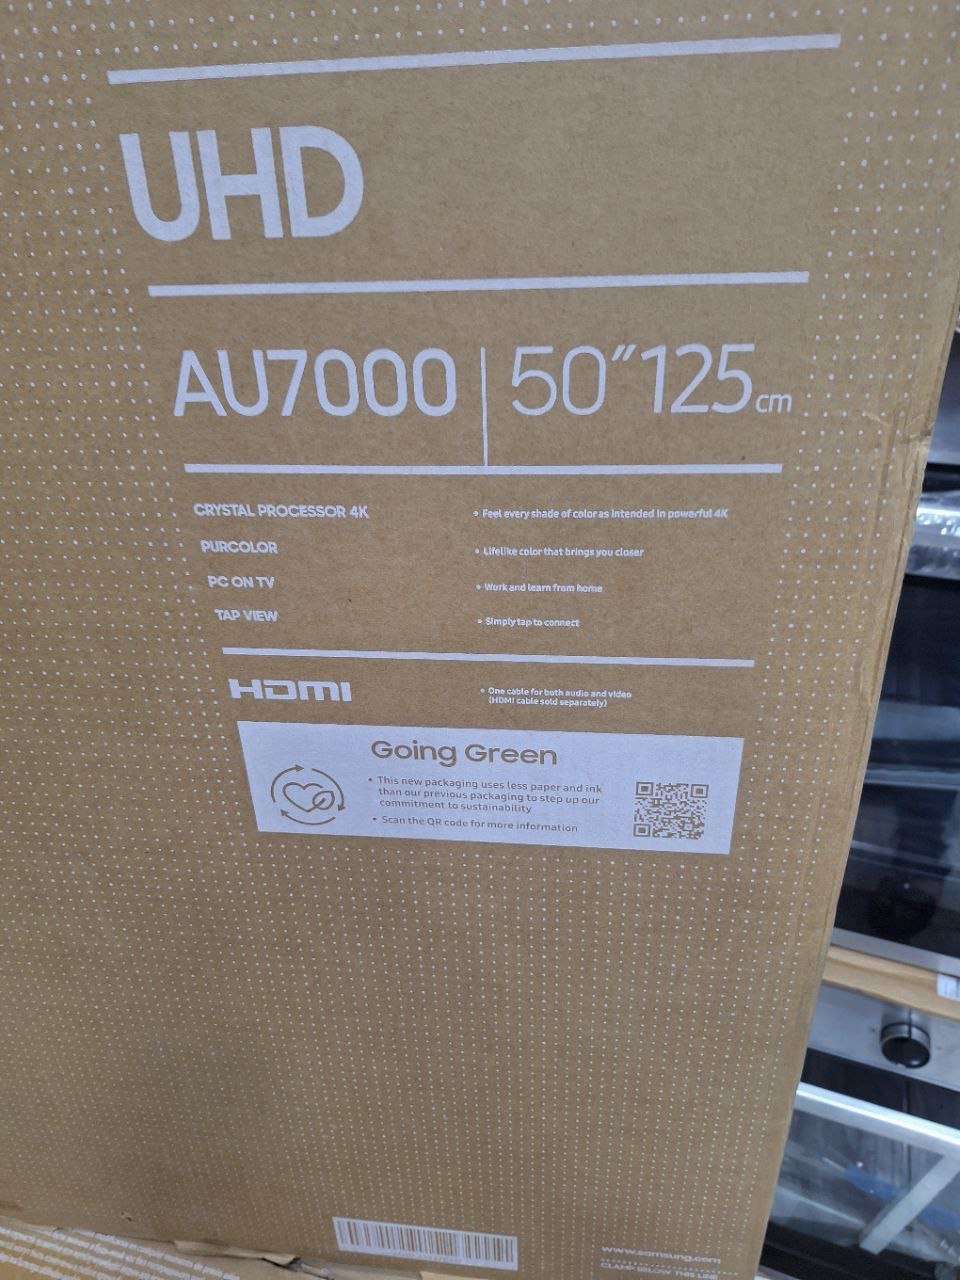 UHD
AU7000 | 50" 125 cm
CRYSTAL PROCESSOR 4K • Feel every shade of color as intended in powerful 4K
PURCOLOR • Lifelike color that brings you closer
PC ON TV • Work and learn from home
TAP VIEW • Simply tap to connect
HDMI • One cable for both audio and video
(HDMI cable sold separately)
Going Green
• This new packaging uses less paper and ink
than our previous packaging to step up our
commitment to sustainability
• Scan the QR code for more information
www.samsung.com
CLAMP BELOW THIS LINE